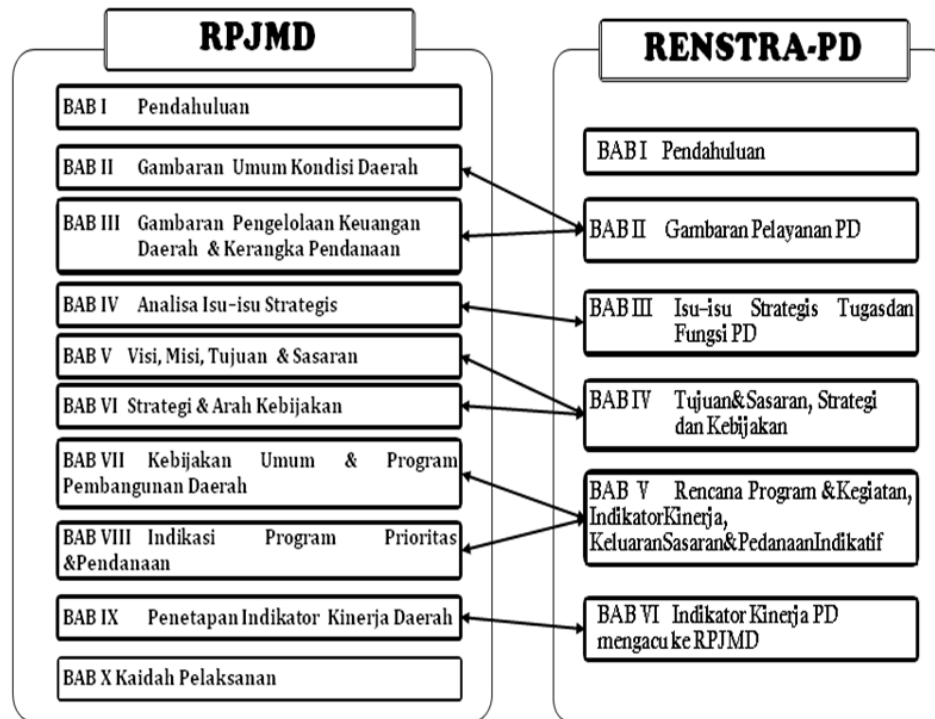 RPJMD
BAB I Pendahuluan
BAB II Gambaran Umum Kondisi Daerah
BAB III Gambaran Pengelolaan Keuangan
Daerah & Kerangka Pendanaan
BAB IV Analisa Isu-isu Strategis
BAB V Visi, Misi, Tujuan & Sasaran
BAB VI Strategi & Arah Kebijakan
BAB VII Kebijakan Umum & Program
Pembangunan Daerah
BAB VIII Indikasi Program Prioritas
&Pendanaan
BAB IX Penetapan Indikator Kinerja Daerah
BAB X Kaidah Pelaksanan
RENSTRA-PD
BAB I Pendahuluan
BAB II Gambaran Pelayanan PD
BAB III Isu-isu Strategis Tugasdan
Fungsi PD
BAB IV Tujuan&Sasaran, Strategi
dan Kebijakan
BAB V Rencana Program &Kegiatan,
IndikatorKinerja,
KeluaranSasaran&PedanaanIndikatif
BAB VI Indikator Kinerja PD
mengacu ke RPJMD